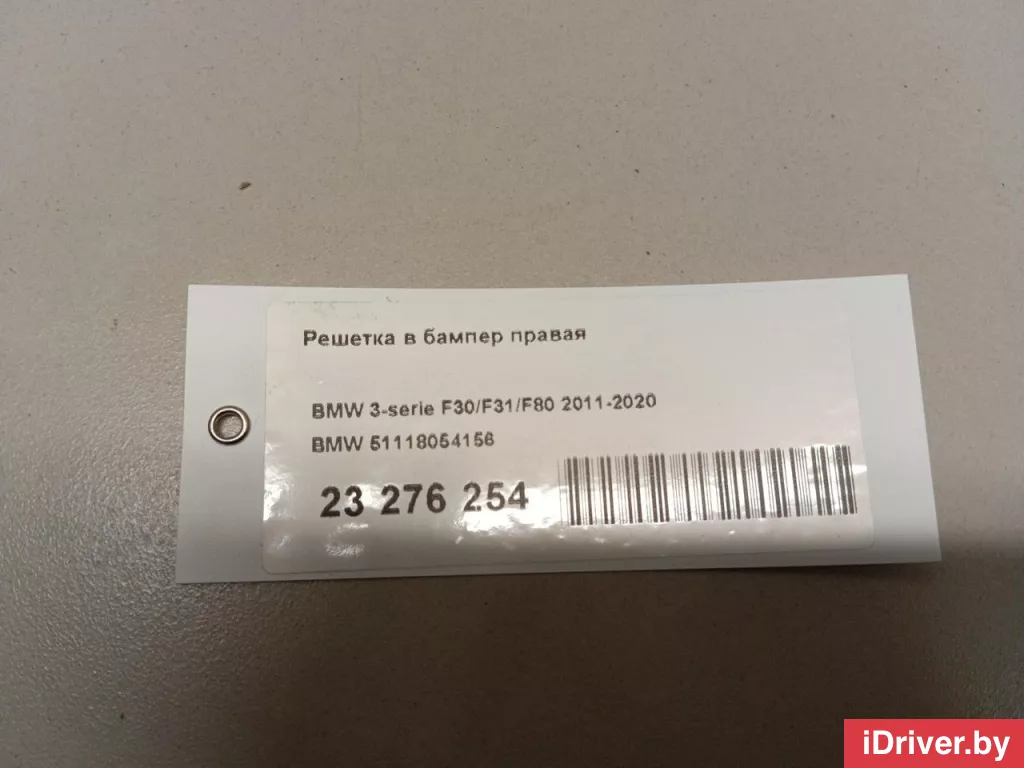 Решетка в бампер правая
BMW 3-serie F30/F31/F80 2011-2020
BMW 51118054156
23 276 254
iDriver.by